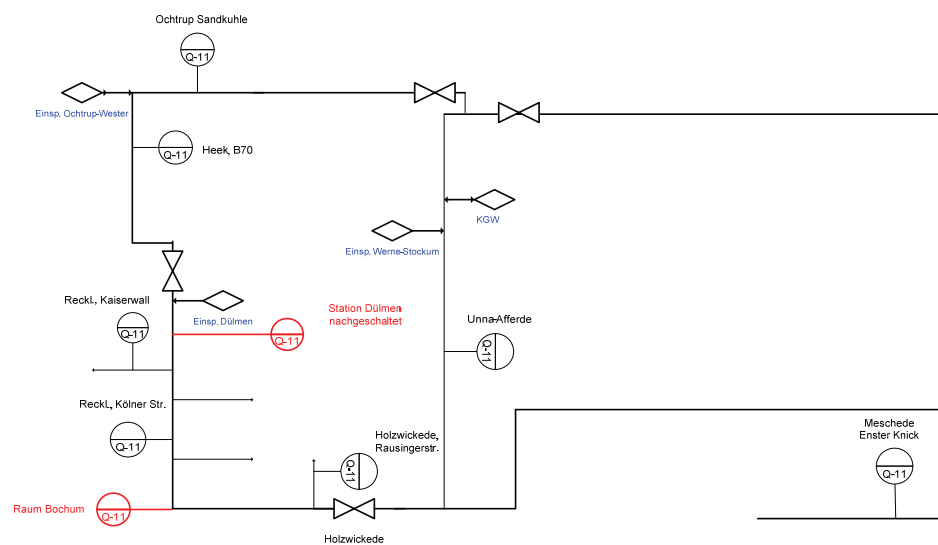 Ochtrup Sandkuhle
Q-11
Einsp. Ochtrup-Wester
Q-11
Heek, B70
KGW
Einsp. Werne-Stockum
Reckl., Kaiserwall
Q-11
Einsp. Dülmen
Station Dülmen
nachgeschaltet
Q-11
Unna-Afferde
Q-11
Reckl., Kölner Str.
Q-11
Holzwickede,
Rausingerstr.
Q-11
Meschede
Enster Knick
Q-11
Raum Bochum
Q-11
Holzwickede